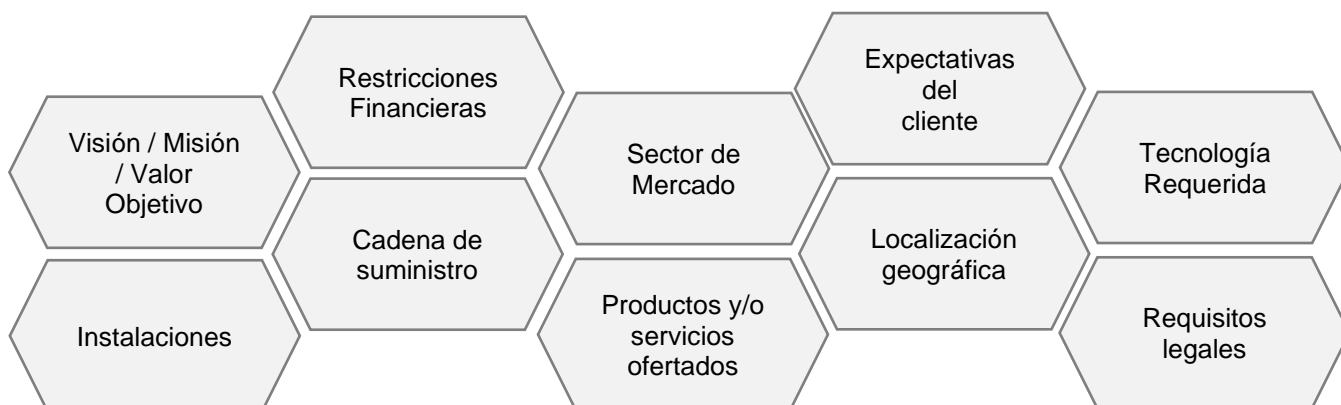 Visión / Misión
/ Valor
Objetivo
Instalaciones
Restricciones
Financieras
Cadena de
suministro
Sector de
Mercado
Productos y/o
servicios
ofertados
Expectativas
del
cliente
Localización
geográfica
Tecnología
Requerida
Requisitos
legales